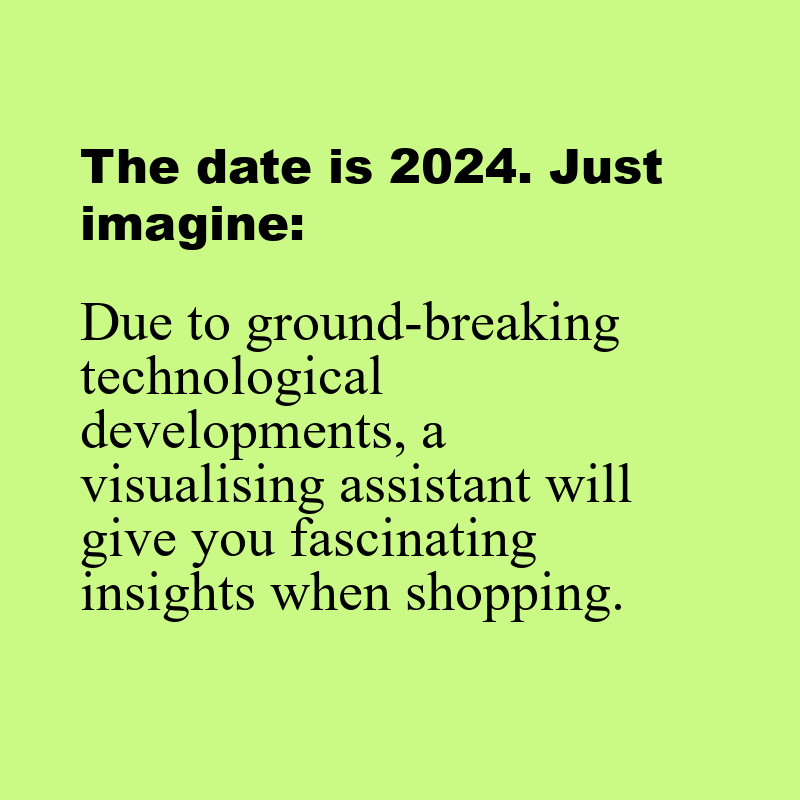 The date is 2024. Just
imagine:
Due to ground-breaking
technological
developments, a
visualising assistant will
give you fascinating
insights when shopping.